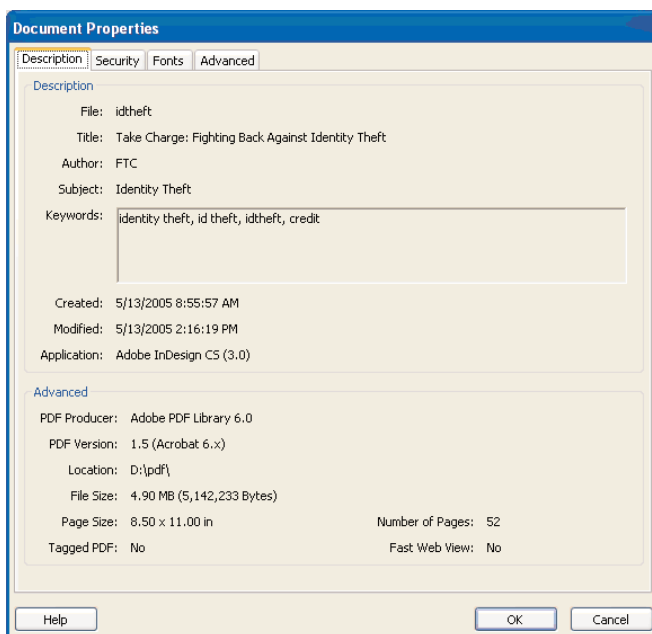 Document Properties
Description Security Fonts Advanced
Description
File: idtheft
Title: Take Charge: Fighting Back Against Identity Theft
Author: FTC
Subject: Identity Theft
Keywords: identity theft, id theft, idtheft, credit
Created: 5/13/2005 8:55:57 AM
Modified: 5/13/2005 2:16:19 PM
Application: Adobe InDesign CS (3.0)
Advanced
PDF Producer: Adobe PDF Library 6.0
PDF Version: 1.5 (Acrobat 6.x)
Location: D:\pdf\
File Size: 4.90 MB (5,142,233 Bytes)
Page Size: 8.50 x 11.00 in Number of Pages: 52
Tagged PDF: No Fast Web View: No
Help OK Cancel